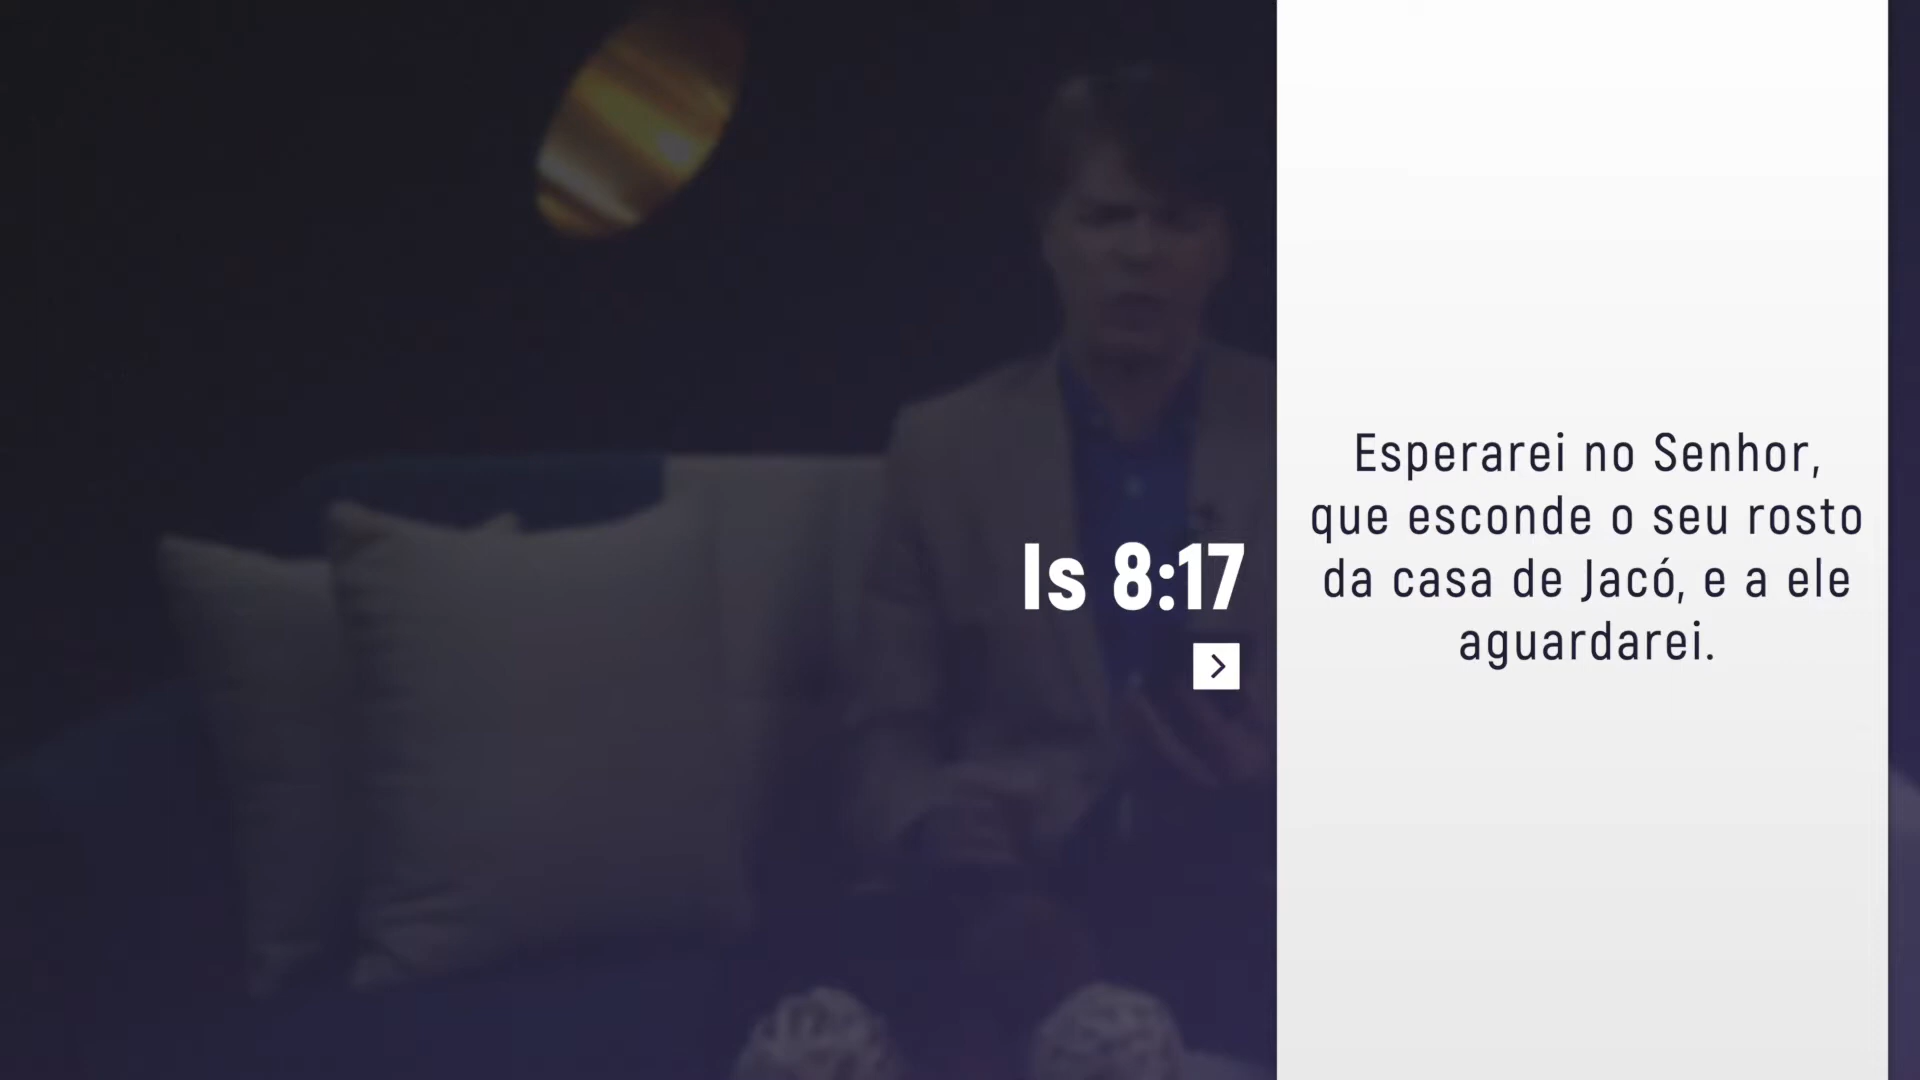 Is 8:17
Esperarei no Senhor,
que esconde o seu rosto
da casa de Jacó, e a ele
aguardarei.